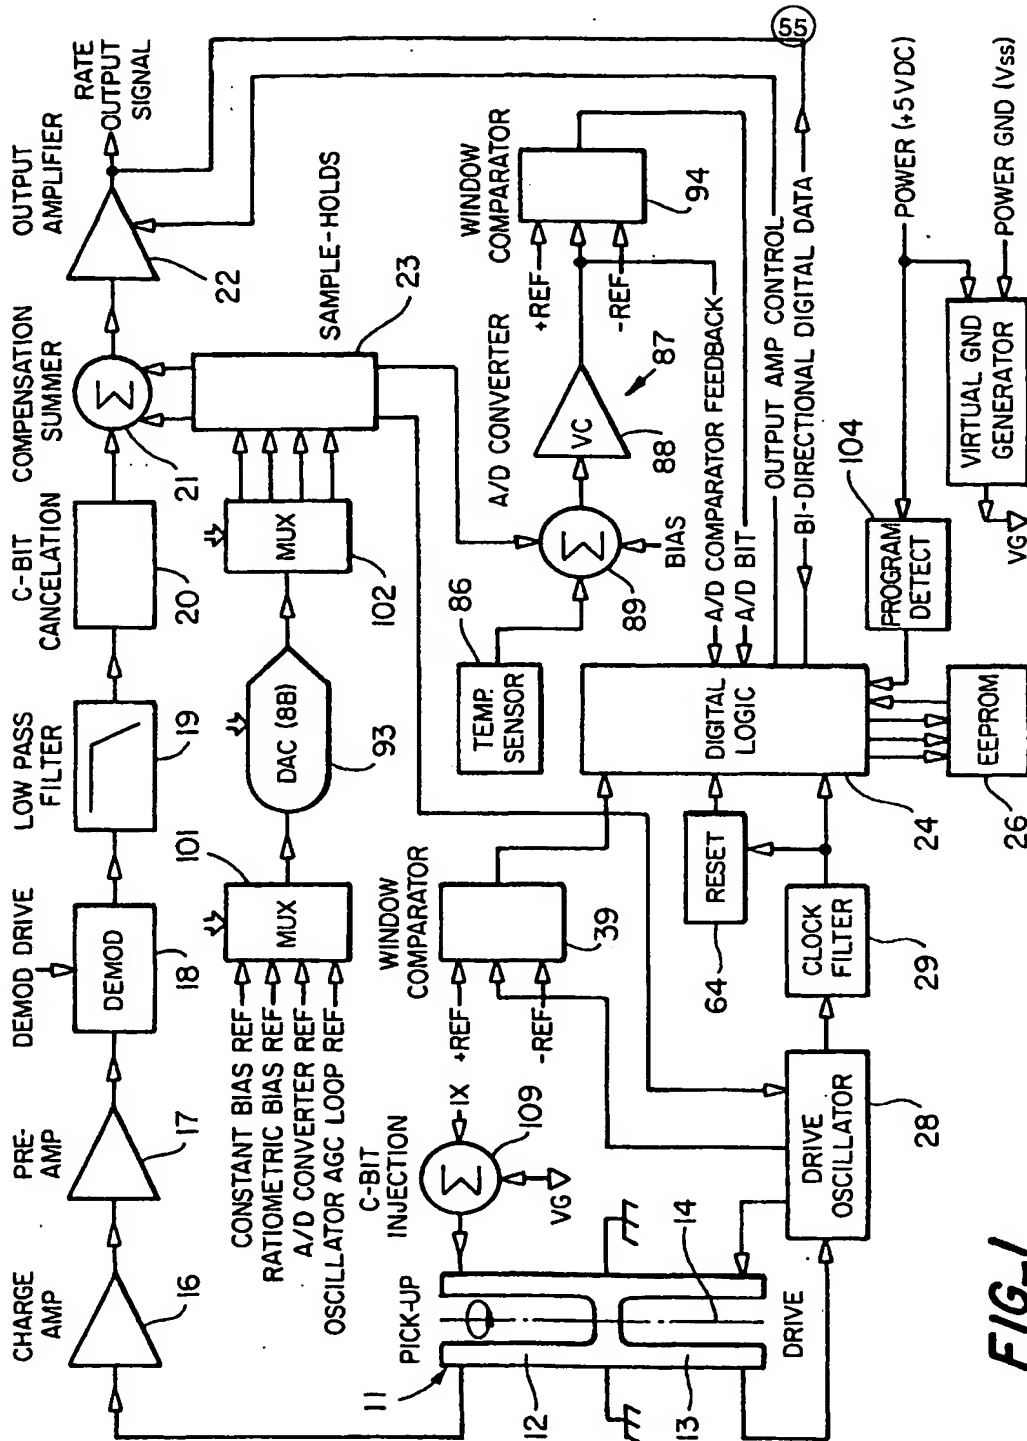 CHARGE
AMP
16
PRE-
AMP
17
DEMOD DRIVE
DEMOD
18
LOW PASS
FILTER
19
C-BIT
CANCELATION
20
COMPENSATION
SUMMER
Σ
21
OUTPUT
AMPLIFIER
22
RATE
OUTPUT
SIGNAL
55
CONSTANT BIAS REF
RATIOMETRIC BIAS REF
A/D CONVERTER REF
OSCILLATOR AGC LOOP REF
MUX
101
DAC (8B)
93
MUX
102
SAMPLE-HOLDS
23
C-BIT
INJECTION
Σ
109
1X
VG
WINDOW
COMPARATOR
+REF
-REF
39
TEMP.
SENSOR
86
A/D CONVERTER
Σ
89
BIAS
VC
88
87
WINDOW
COMPARATOR
+REF
-REF
94
PICK-UP
11
12
13
14
DRIVE
DRIVE
OSCILLATOR
28
CLOCK
FILTER
29
RESET
64
DIGITAL
LOGIC
24
A/D COMPARATOR FEEDBACK
A/D BIT
OUTPUT AMP CONTROL
BI-DIRECTIONAL DIGITAL DATA
EEPROM
26
PROGRAM
DETECT
104
POWER (+5VDC)
POWER GND (Vss)
VIRTUAL GND
GENERATOR
VG
FIG_1